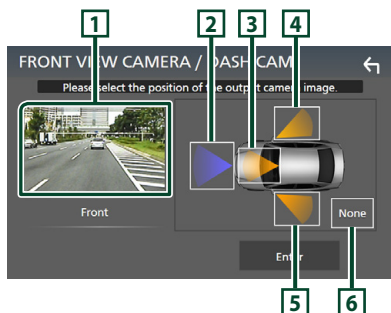 1 2 3 4
FRONT VIEW CAMERA / DASH CAM
Please select the position of the output camera image.
Front
None
Enter
5 6